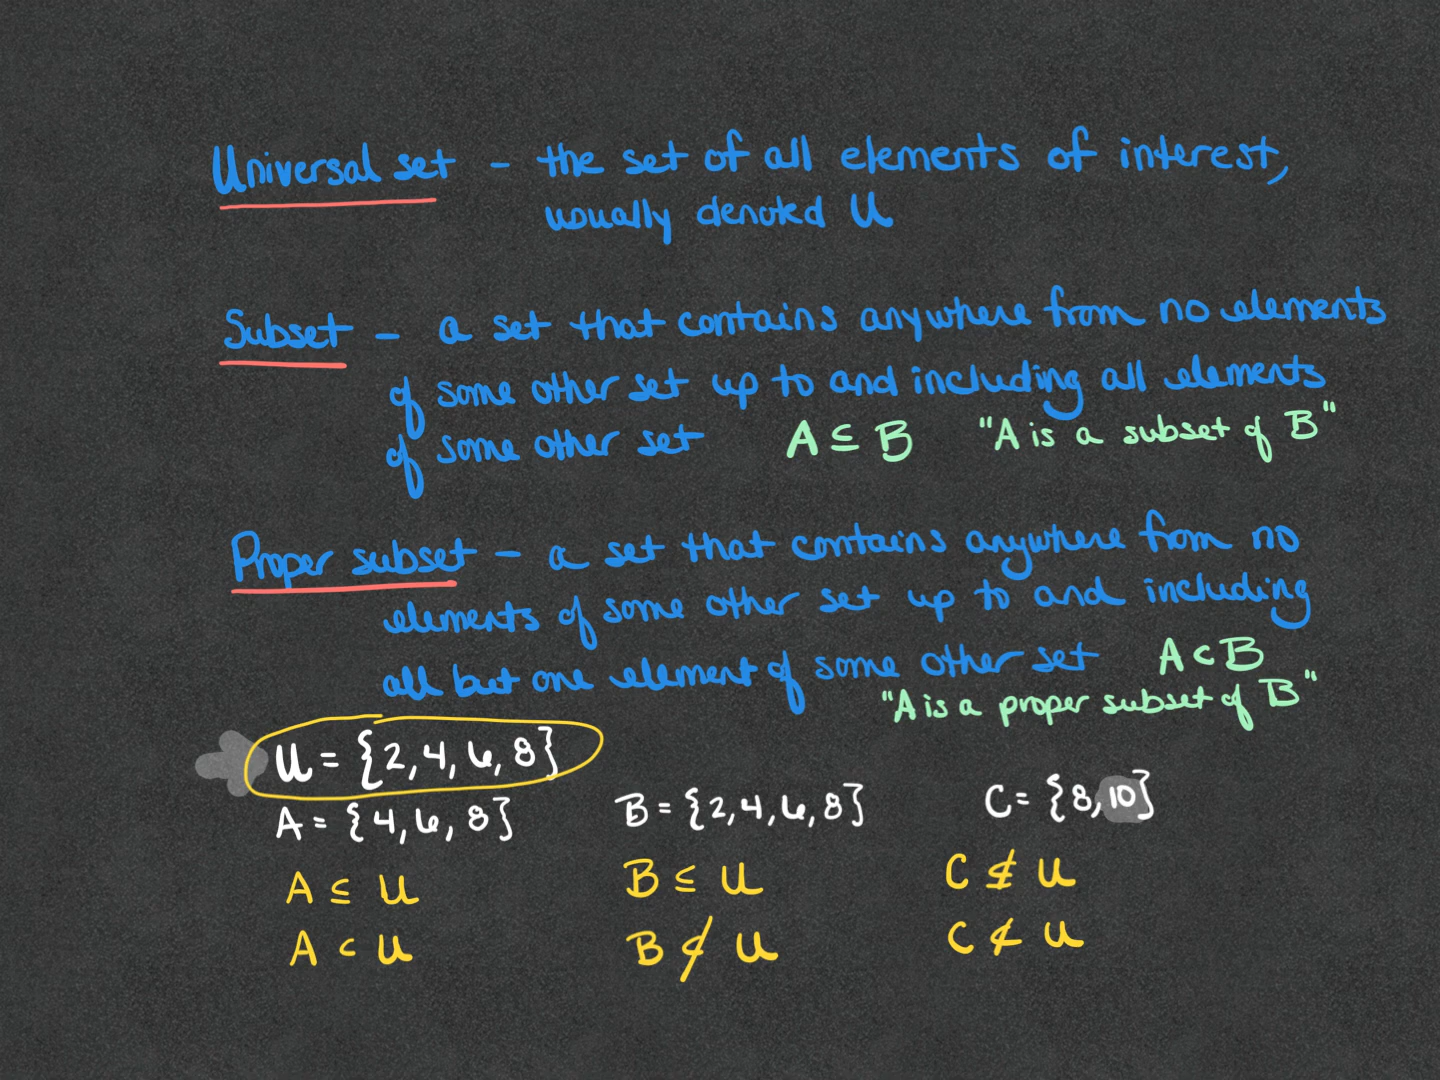 Universal set - the set of all elements of interest,
usually denoted U
Subset - a set that contains anywhere from no elements
of some other set up to and including all elements
of some other set A ⊆ B "A is a subset of B"
Proper subset - a set that contains anywhere from no
elements of some other set up to and including
all but one element of some other set A ⊂ B
"A is a proper subset of B"
U = {2, 4, 6, 8}
A = {4, 6, 8} B = {2, 4, 6, 8} C = {8, 10}
A ⊆ U B ⊆ U C ⊈ U
A ⊂ U B ⊄ U C ⊄ U